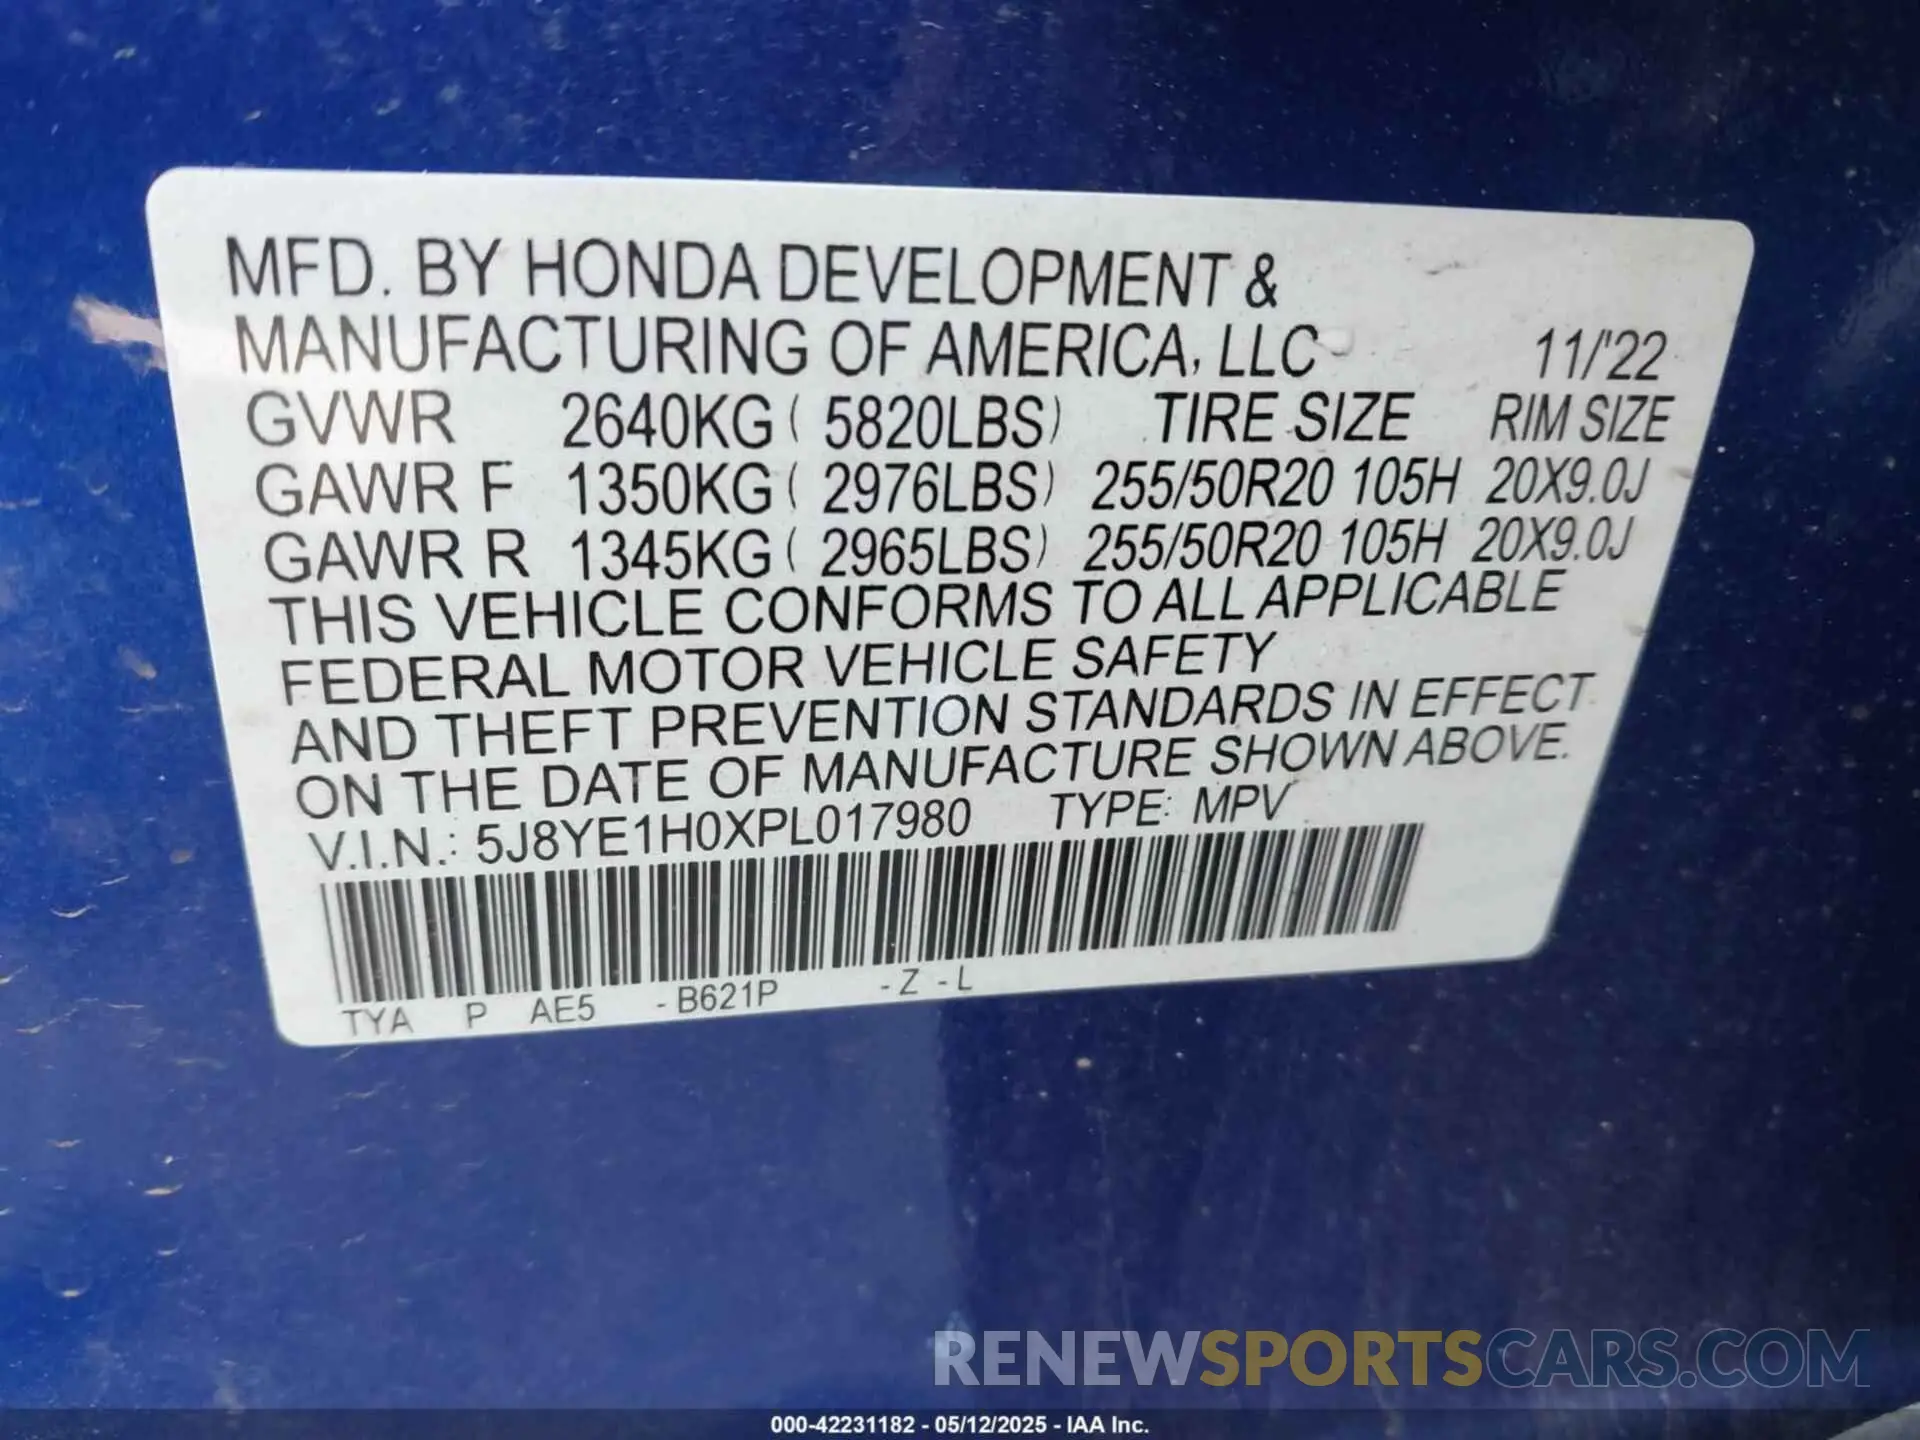 MFD. BY HONDA DEVELOPMENT &
MANUFACTURING OF AMERICA, LLC 11/'22
GVWR 2640KG ( 5820LBS) TIRE SIZE RIM SIZE
GAWR F 1350KG ( 2976LBS) 255/50R20 105H 20X9.0J
GAWR R 1345KG ( 2965LBS) 255/50R20 105H 20X9.0J
THIS VEHICLE CONFORMS TO ALL APPLICABLE
FEDERAL MOTOR VEHICLE SAFETY
AND THEFT PREVENTION STANDARDS IN EFFECT
ON THE DATE OF MANUFACTURE SHOWN ABOVE.
V.I.N.: 5J8YE1H0XPL017980 TYPE: MPV
TYA P AE5 -B621P -Z -L
RENEWSPORTSCARS.COM
000-42231182 - 05/12/2025 - IAA Inc.